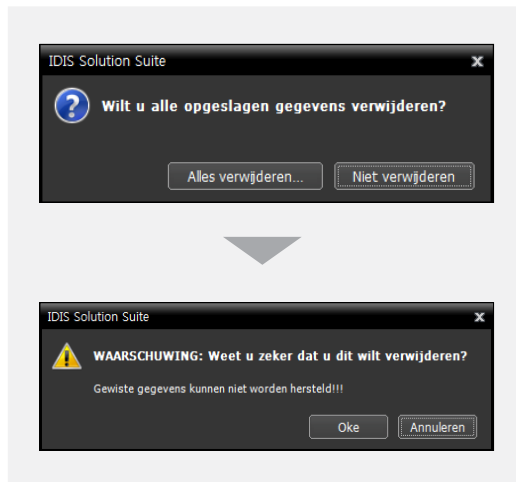 IDIS Solution Suite
Wilt u alle opgeslagen gegevens verwijderen?
Alles verwijderen... Niet verwijderen
IDIS Solution Suite
WAARSCHUWING: Weet u zeker dat u dit wilt verwijderen?
Gewiste gegevens kunnen niet worden hersteld!!!
Oke Annuleren